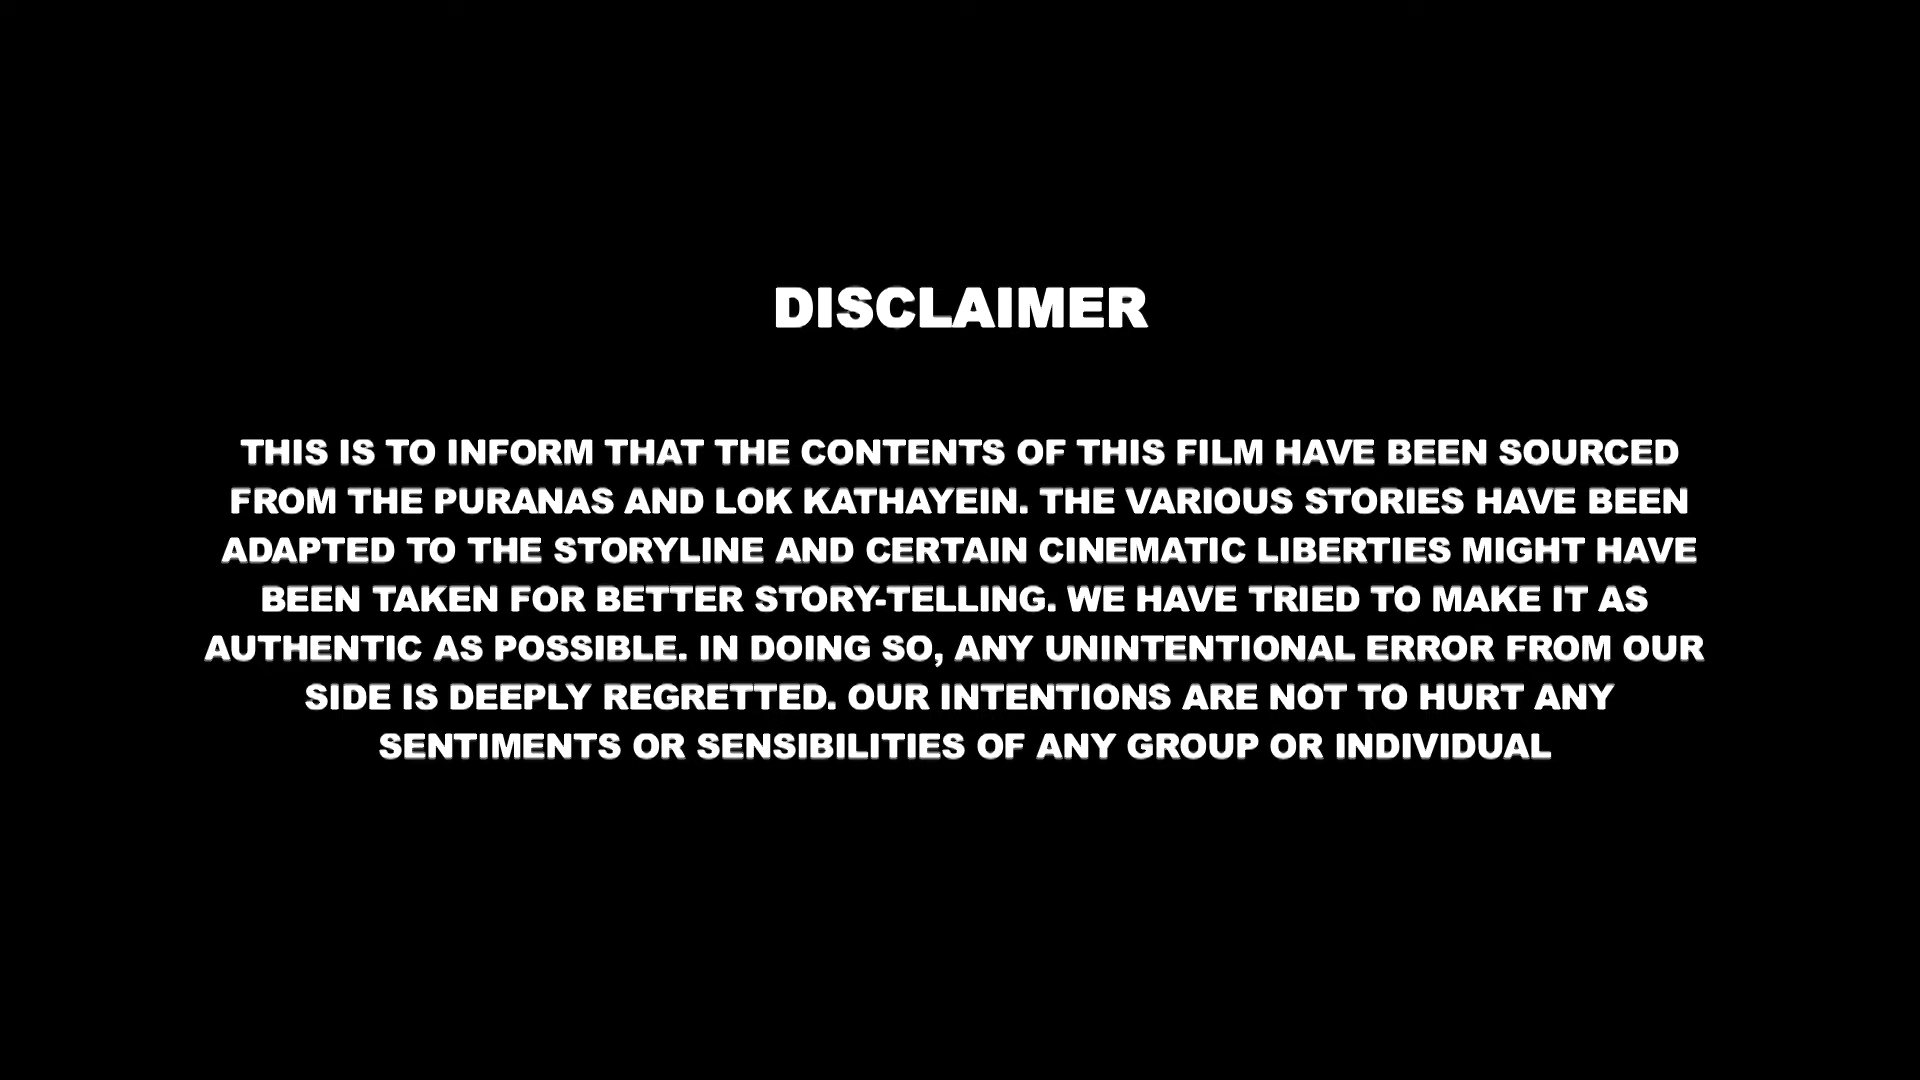 DISCLAIMER
THIS IS TO INFORM THAT THE CONTENTS OF THIS FILM HAVE BEEN SOURCED
FROM THE PURANAS AND LOK KATHAYEIN. THE VARIOUS STORIES HAVE BEEN
ADAPTED TO THE STORYLINE AND CERTAIN CINEMATIC LIBERTIES MIGHT HAVE
BEEN TAKEN FOR BETTER STORY-TELLING. WE HAVE TRIED TO MAKE IT AS
AUTHENTIC AS POSSIBLE. IN DOING SO, ANY UNINTENTIONAL ERROR FROM OUR
SIDE IS DEEPLY REGRETTED. OUR INTENTIONS ARE NOT TO HURT ANY
SENTIMENTS OR SENSIBILITIES OF ANY GROUP OR INDIVIDUAL